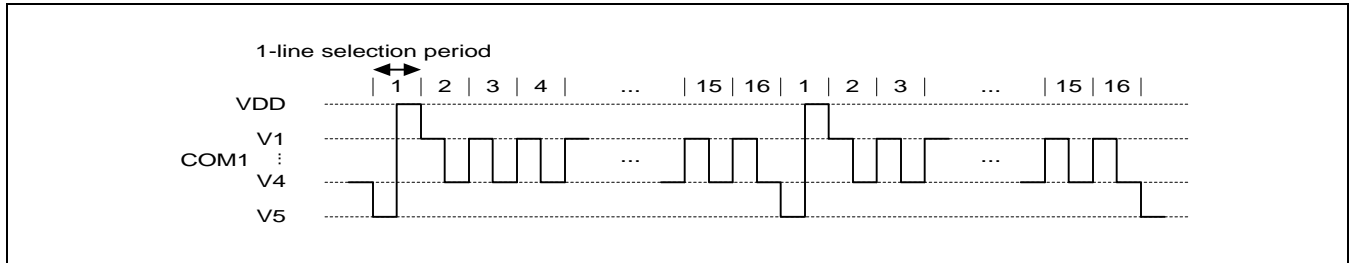 1-line selection period
| 1 | 2 | 3 | 4 | ... | 15 | 16 | 1 | 2 | 3 | ... | 15 | 16 |
VDD
V1
COM1 ... ...
V4
V5